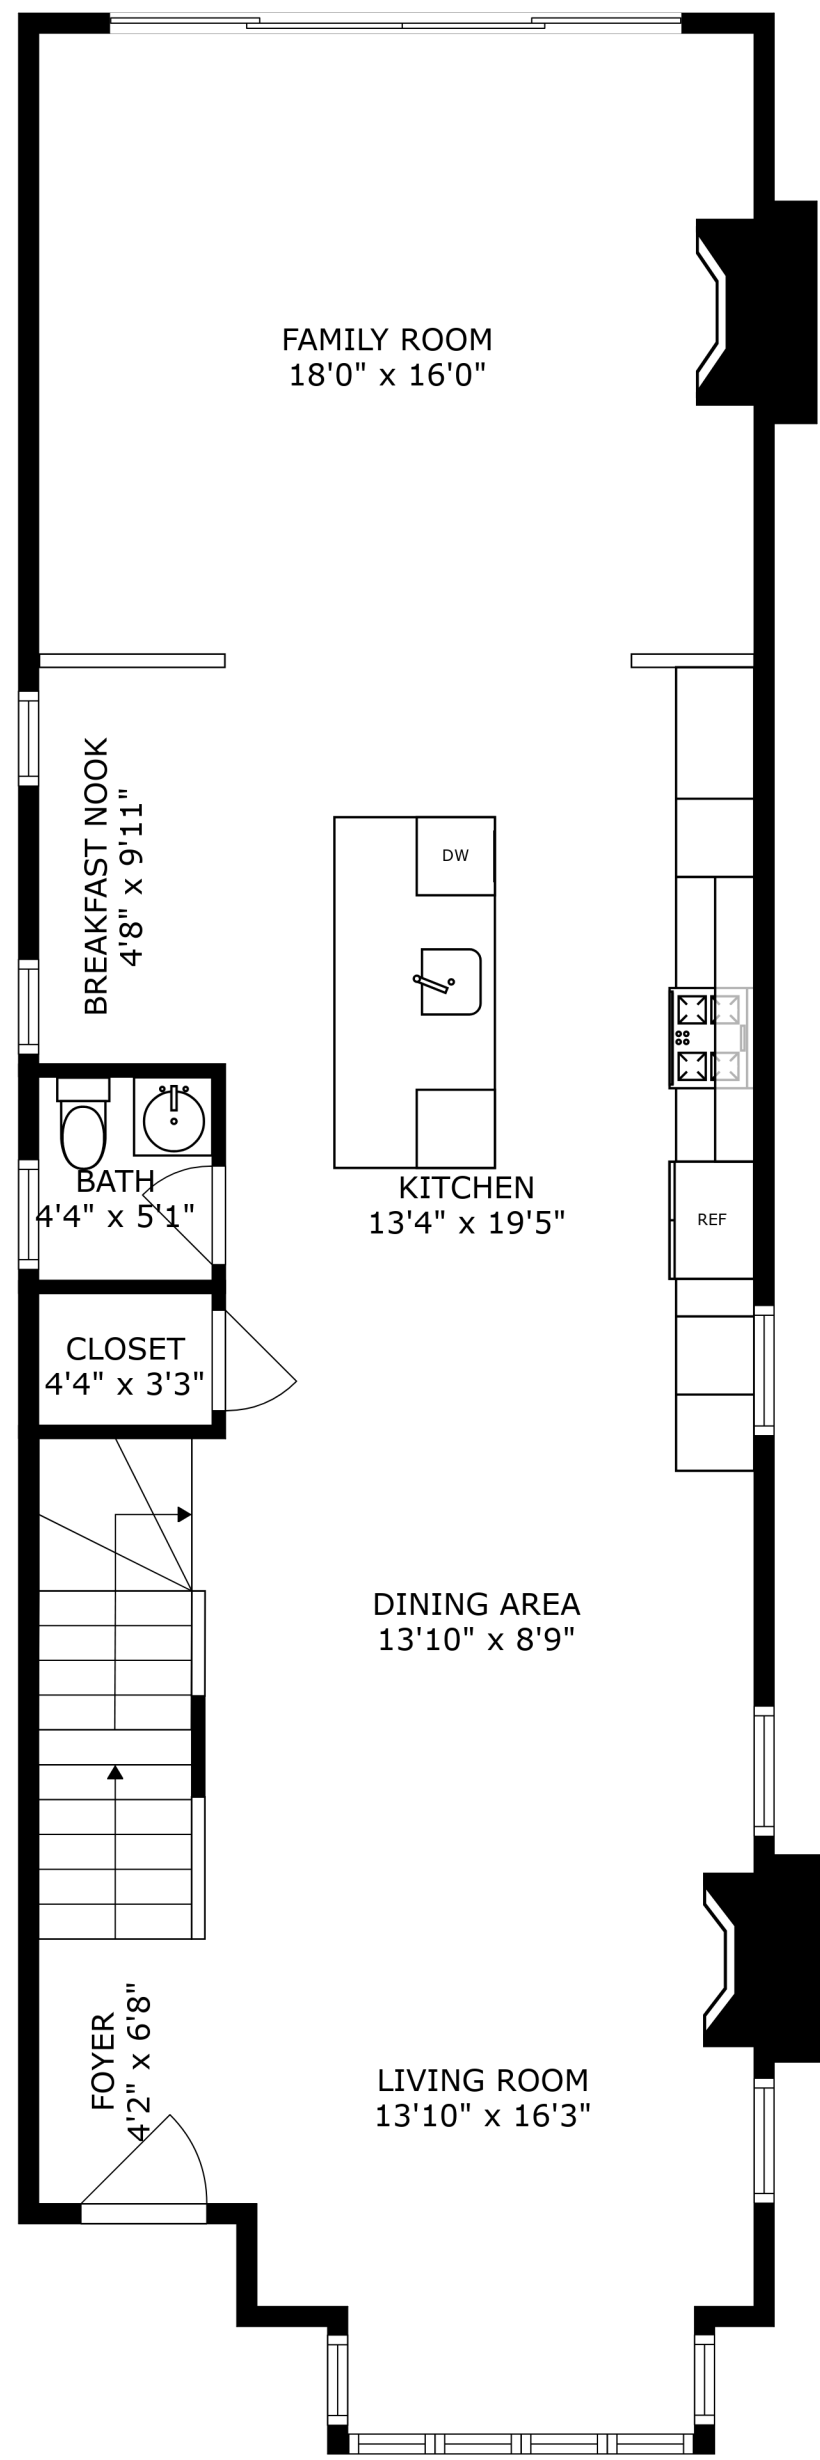 FAMILY ROOM
18'0" x 16'0"
BREAKFAST NOOK
4'8" x 9'11"
DW
BATH
4'4" x 5'1"
KITCHEN
13'4" x 19'5"
REF
CLOSET
4'4" x 3'3"
DINING AREA
13'10" x 8'9"
FOYER
4'2" x 6'8"
LIVING ROOM
13'10" x 16'3"